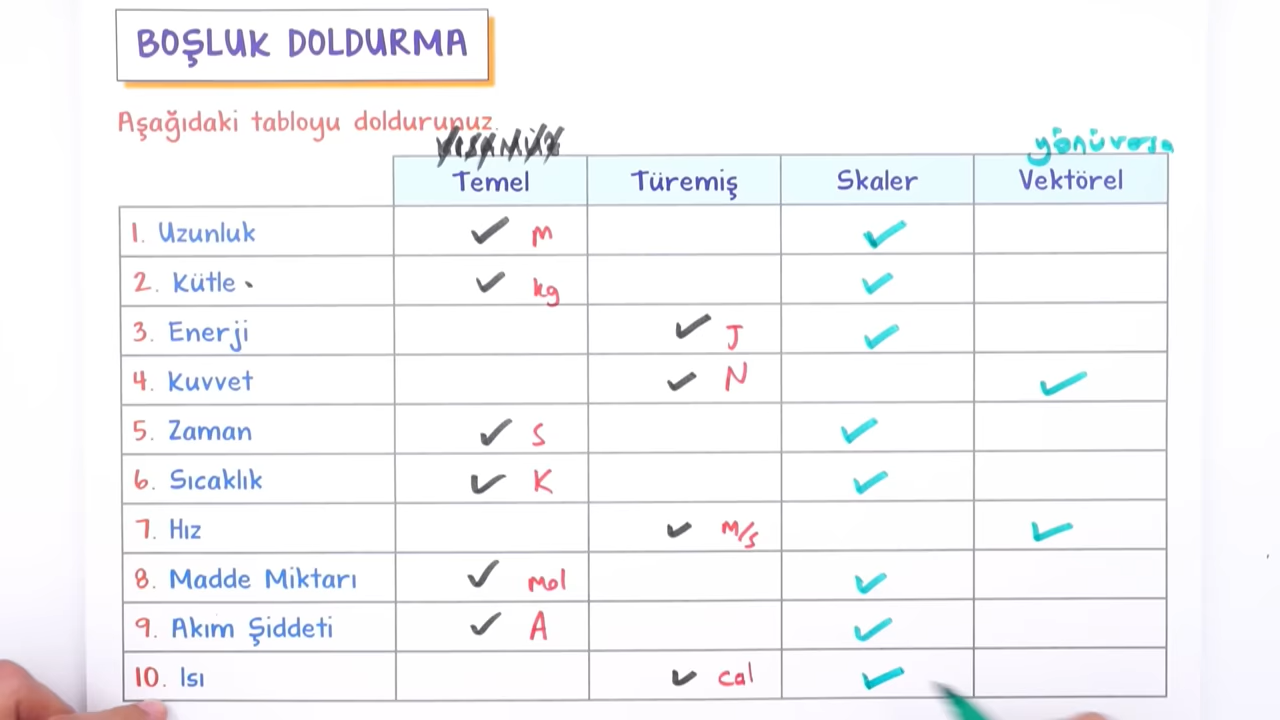 BOŞLUK DOLDURMA
Aşağıdaki tabloyu doldurunuz.
yönü varsa
Temel Türemiş Skaler Vektörel
1. Uzunluk ✓ m ✓
2. Kütle ✓ kg ✓
3. Enerji ✓ J ✓
4. Kuvvet ✓ N ✓
5. Zaman ✓ s ✓
6. Sıcaklık ✓ K ✓
7. Hız ✓ m/s ✓
8. Madde Miktarı ✓ mol ✓
9. Akım Şiddeti ✓ A ✓
10. Isı ✓ cal ✓